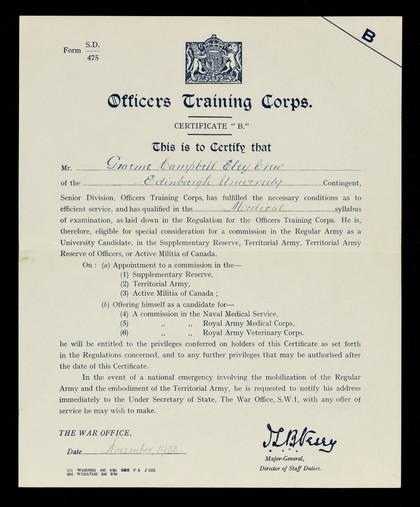 B
Form S.D.
475
Officers Training Corps.
CERTIFICATE "B."
This is to Certify that
Mr. Graeme Campbell Eley Crew
of the Edinburgh University Contingent,
Senior Division, Officers Training Corps, has fulfilled the necessary conditions as to
efficient service, and has qualified in the Medical syllabus
of examination, as laid down in the Regulation for the Officers Training Corps. He is,
therefore, eligible for special consideration for a commission in the Regular Army as a
University Candidate, in the Supplementary Reserve, Territorial Army, Territorial Army
Reserve of Officers, or Active Militia of Canada.
On : (a) Appointment to a commission in the—
(1) Supplementary Reserve,
(2) Territorial Army,
(3) Active Militia of Canada ;
(b) Offering himself as a candidate for—
(4) A commission in the Naval Medical Service,
(5) " " Royal Army Medical Corps,
(6) " " Royal Army Veterinary Corps.
he will be entitled to the privileges conferred on holders of this Certificate as set forth
in the Regulations concerned, and to any further privileges that may be authorised after
the date of this Certificate.
In the event of a national emergency involving the mobilization of the Regular
Army and the embodiment of the Territorial Army, he is requested to notify his address
immediately to the Under Secretary of State, The War Office, S.W.1, with any offer of
service he may wish to make.
THE WAR OFFICE,
Date November,
Major-General,
Director of Staff Duties.